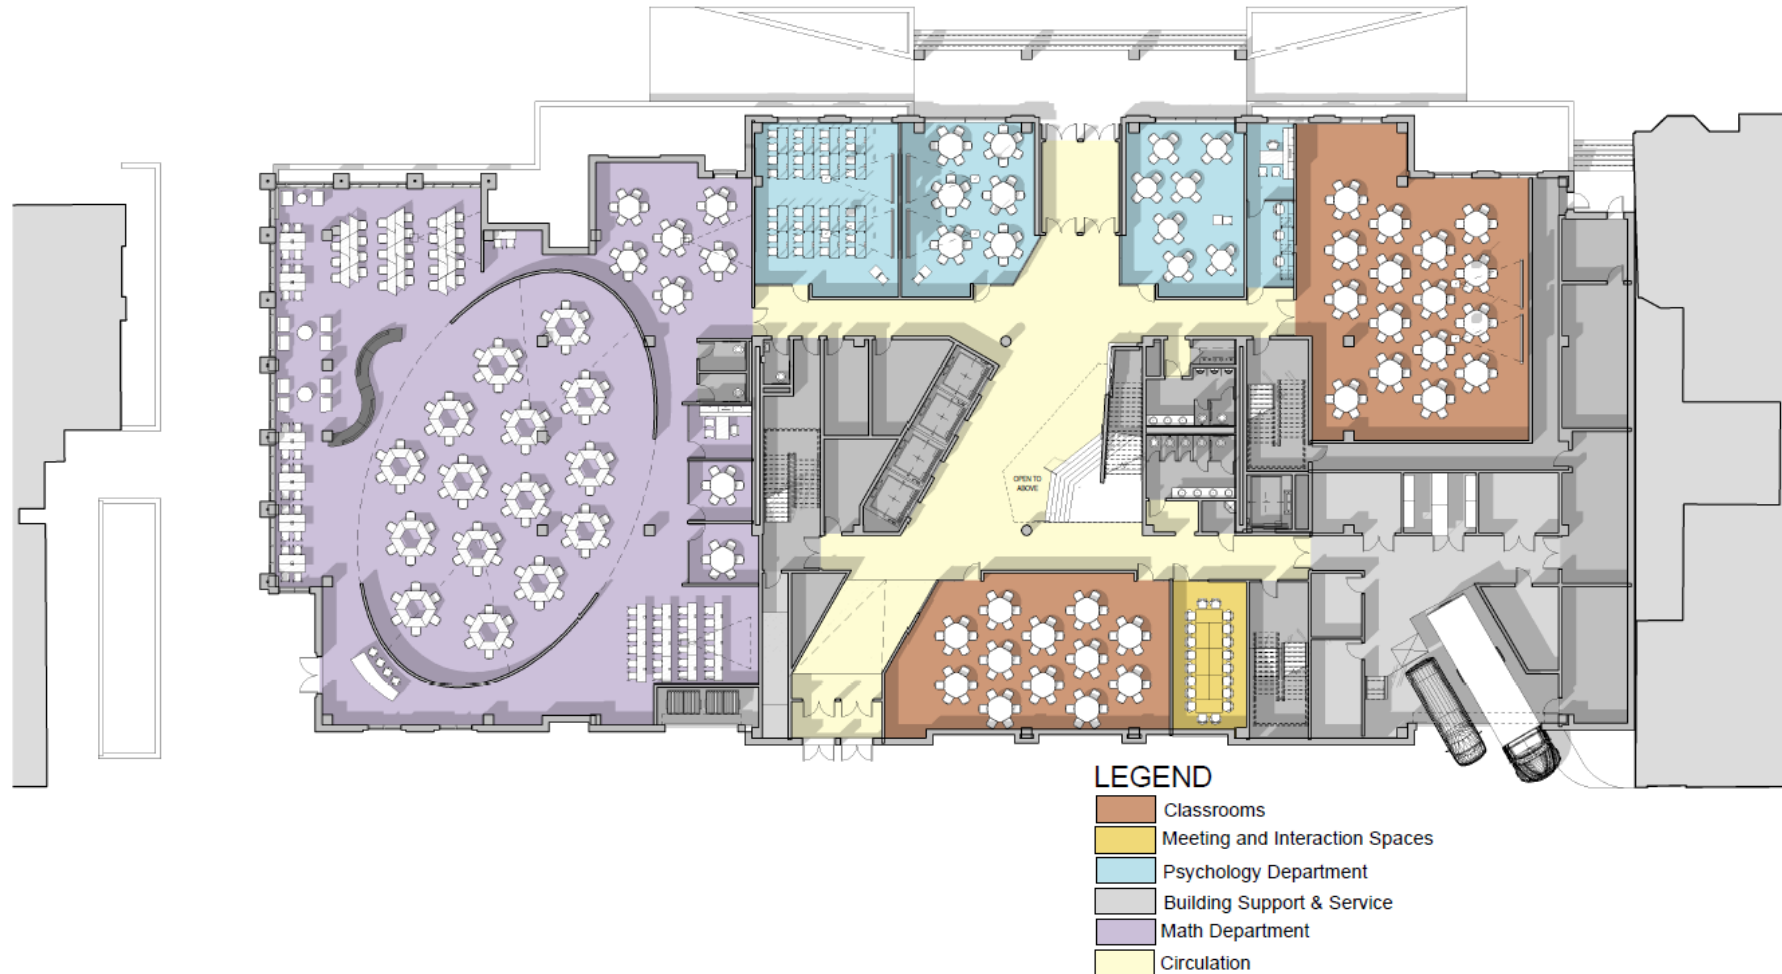 OPEN TO
ABOVE
LEGEND
Classrooms
Meeting and Interaction Spaces
Psychology Department
Building Support & Service
Math Department
Circulation